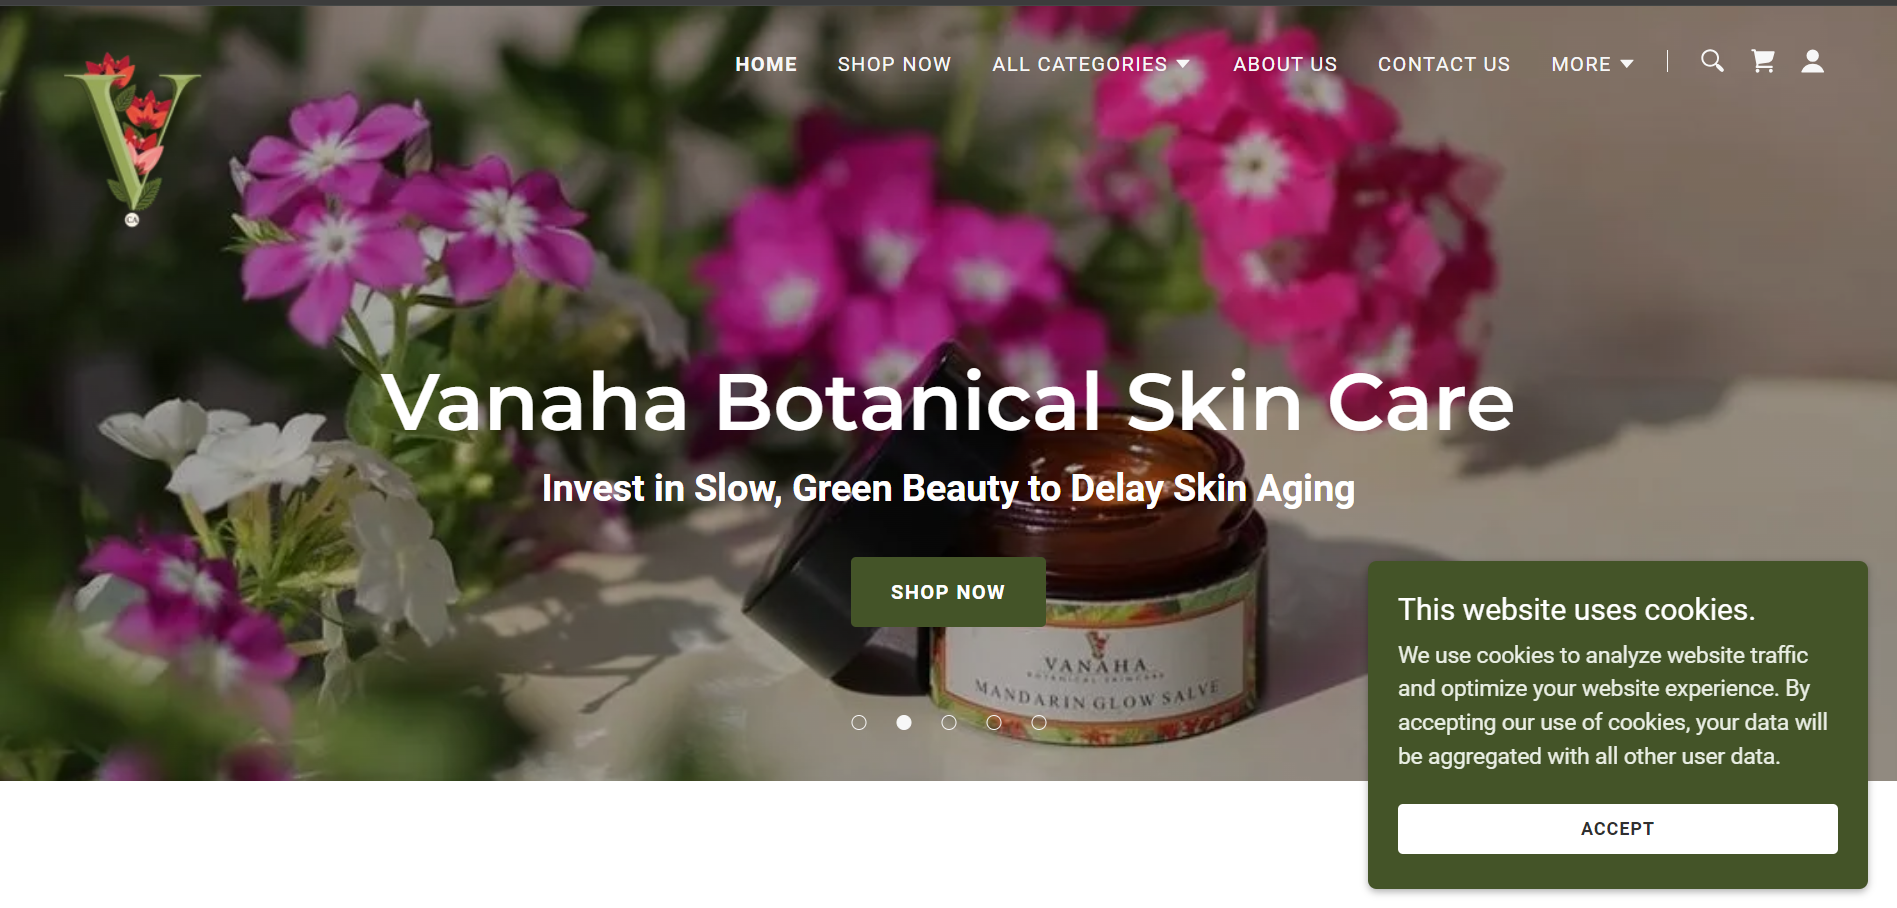 HOME SHOP NOW ALL CATEGORIES ABOUT US CONTACT US MORE
Vanaha Botanical Skin Care
Invest in Slow, Green Beauty to Delay Skin Aging
SHOP NOW
VANAHA
BOTANICAL SKINCARE
MANDARIN GLOW SALVE
This website uses cookies.
We use cookies to analyze website traffic
and optimize your website experience. By
accepting our use of cookies, your data will
be aggregated with all other user data.
ACCEPT